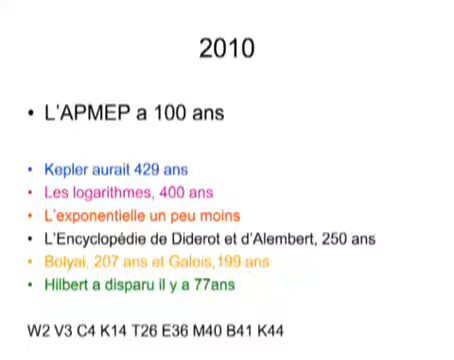 2010
• L'APMEP a 100 ans
• Kepler aurait 429 ans
• Les logarithmes, 400 ans
• L'exponentielle un peu moins
• L'Encyclopédie de Diderot et d'Alembert, 250 ans
• Bolyai, 207 ans et Galois,199 ans
• Hilbert a disparu il y a 77ans
W2 V3 C4 K14 T26 E36 M40 B41 K44